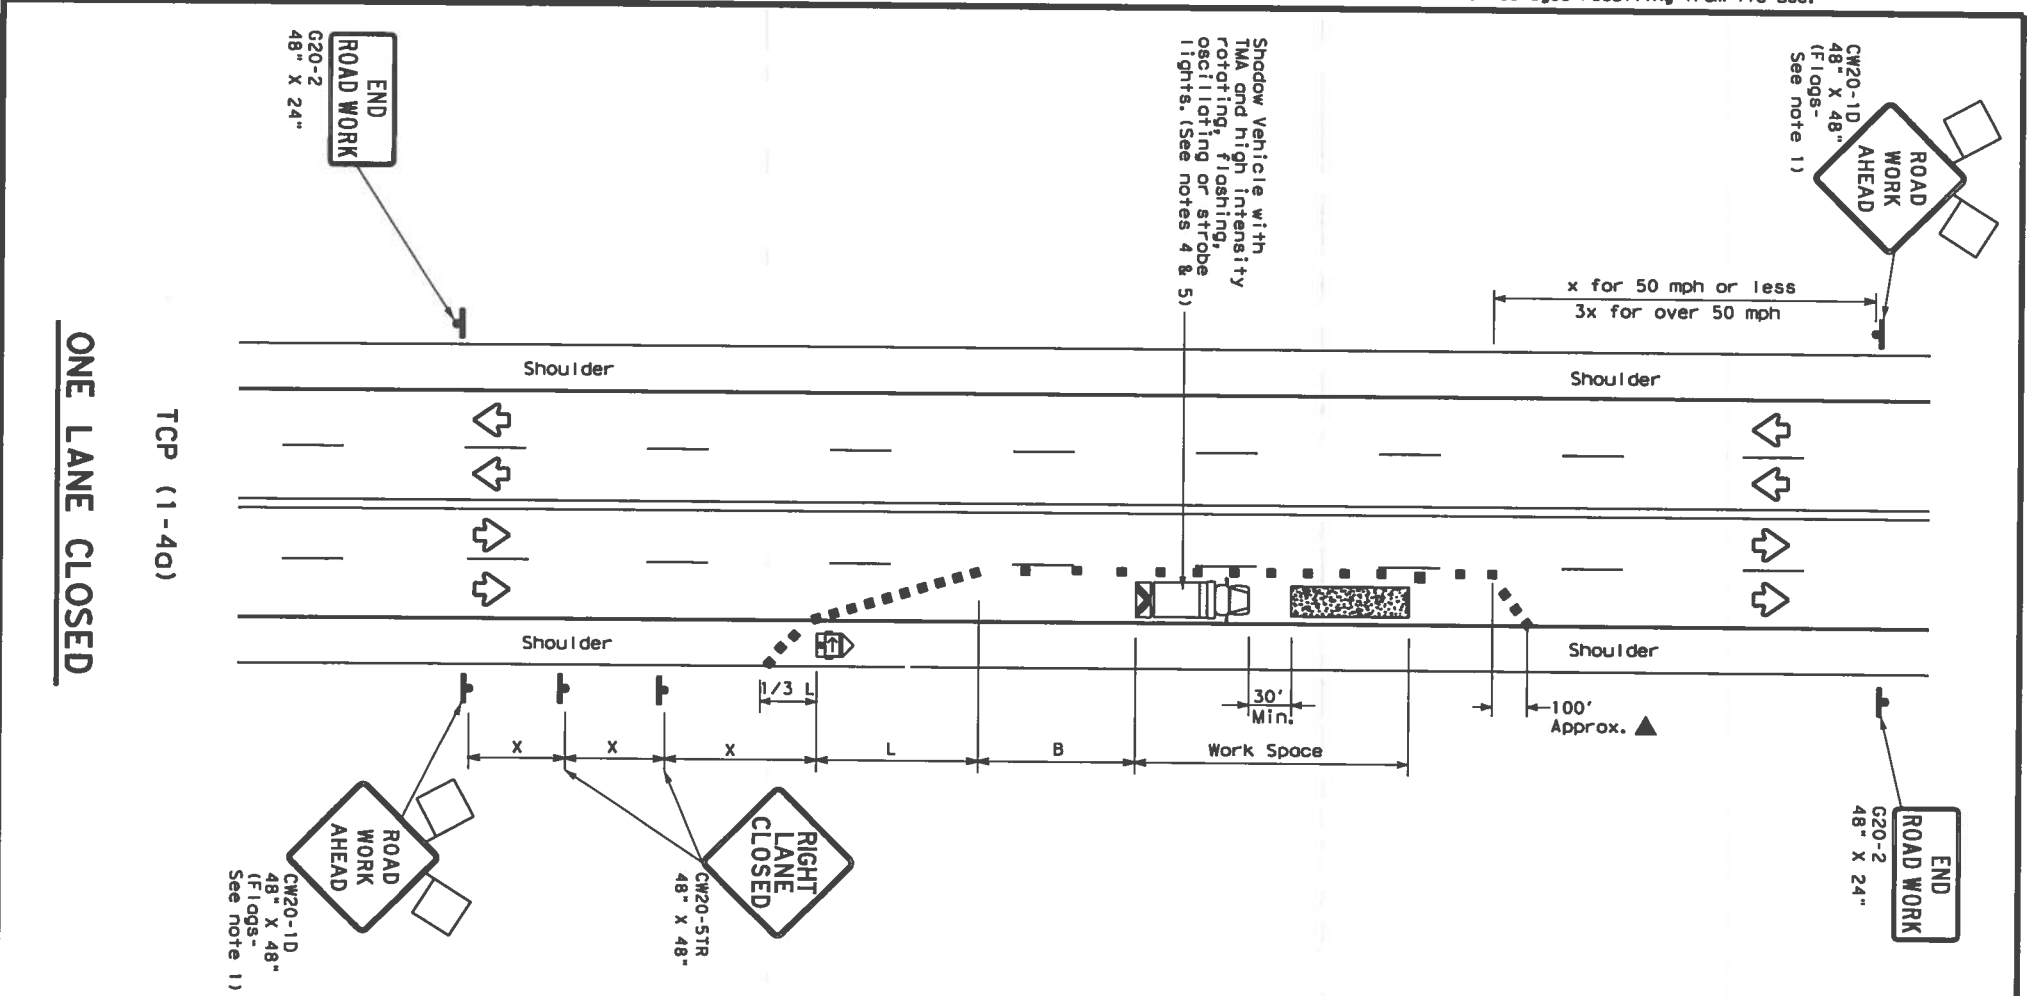 END
ROAD WORK
G20-2
48" X 24"
Shadow Vehicle with
TMA and high intensity
rotating, flashing,
oscillating or strobe
lights. (See notes 4 & 5)
CW20-1D
48" X 48"
(Flags-
See note 1)
ROAD
WORK
AHEAD
x for 50 mph or less
3x for over 50 mph
Shoulder
Shoulder
Shoulder
Shoulder
1/3 L
30'
Min.
100'
Approx.
X
X
X
L
B
Work Space
ROAD
WORK
AHEAD
CW20-1D
48" X 48"
(Flags-
See note 1)
RIGHT
LANE
CLOSED
CW20-5TR
48" X 48"
END
ROAD WORK
G20-2
48" X 24"
TCP (1-4a)
ONE LANE CLOSED